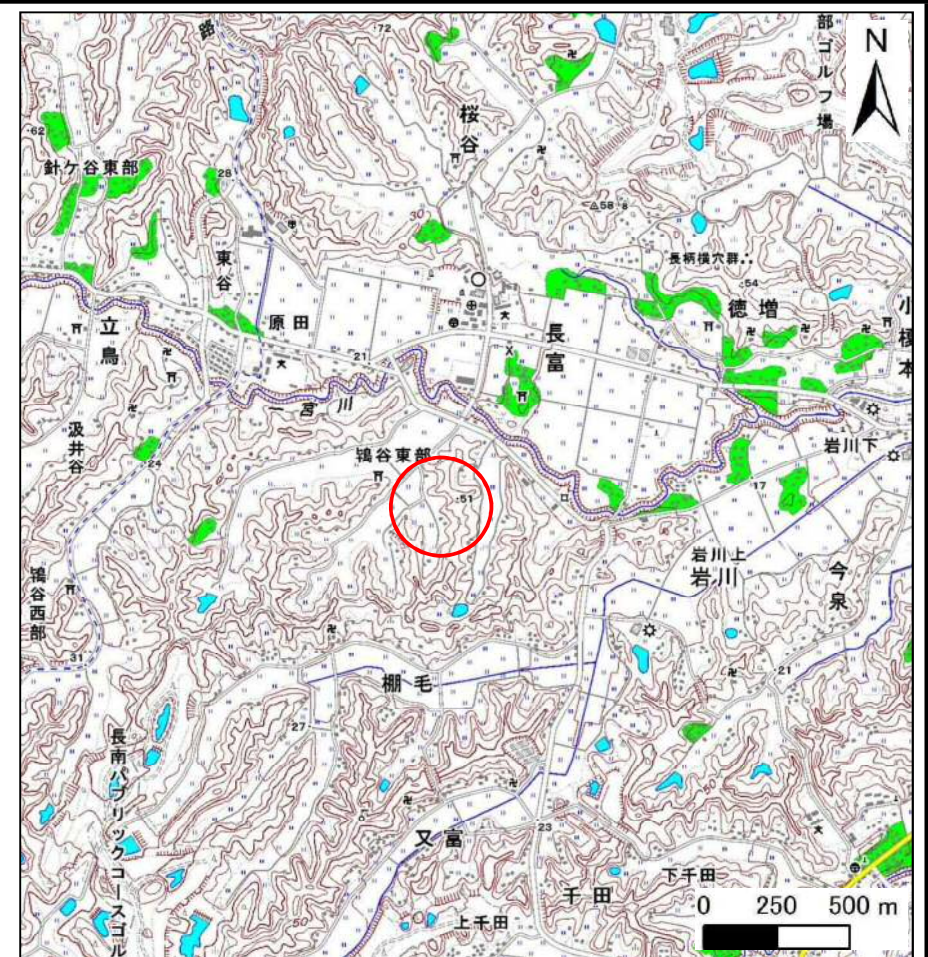 路
・72
部ゴルフ場
N
桜谷
・62
針ケ谷東部
28
30
△58.8
東谷
長柄横穴群
・54
徳増
小榎本
立鳥
原田
21
長富
一宮川
汲井谷
・24
鴇谷東部
・51
岩川下
・17
岩川上
岩川
今泉
鴇谷西部
31
棚毛
21
27
長南パブリックコースゴル
50
又富
23
下千田
千田
上千田
0 250 500 m